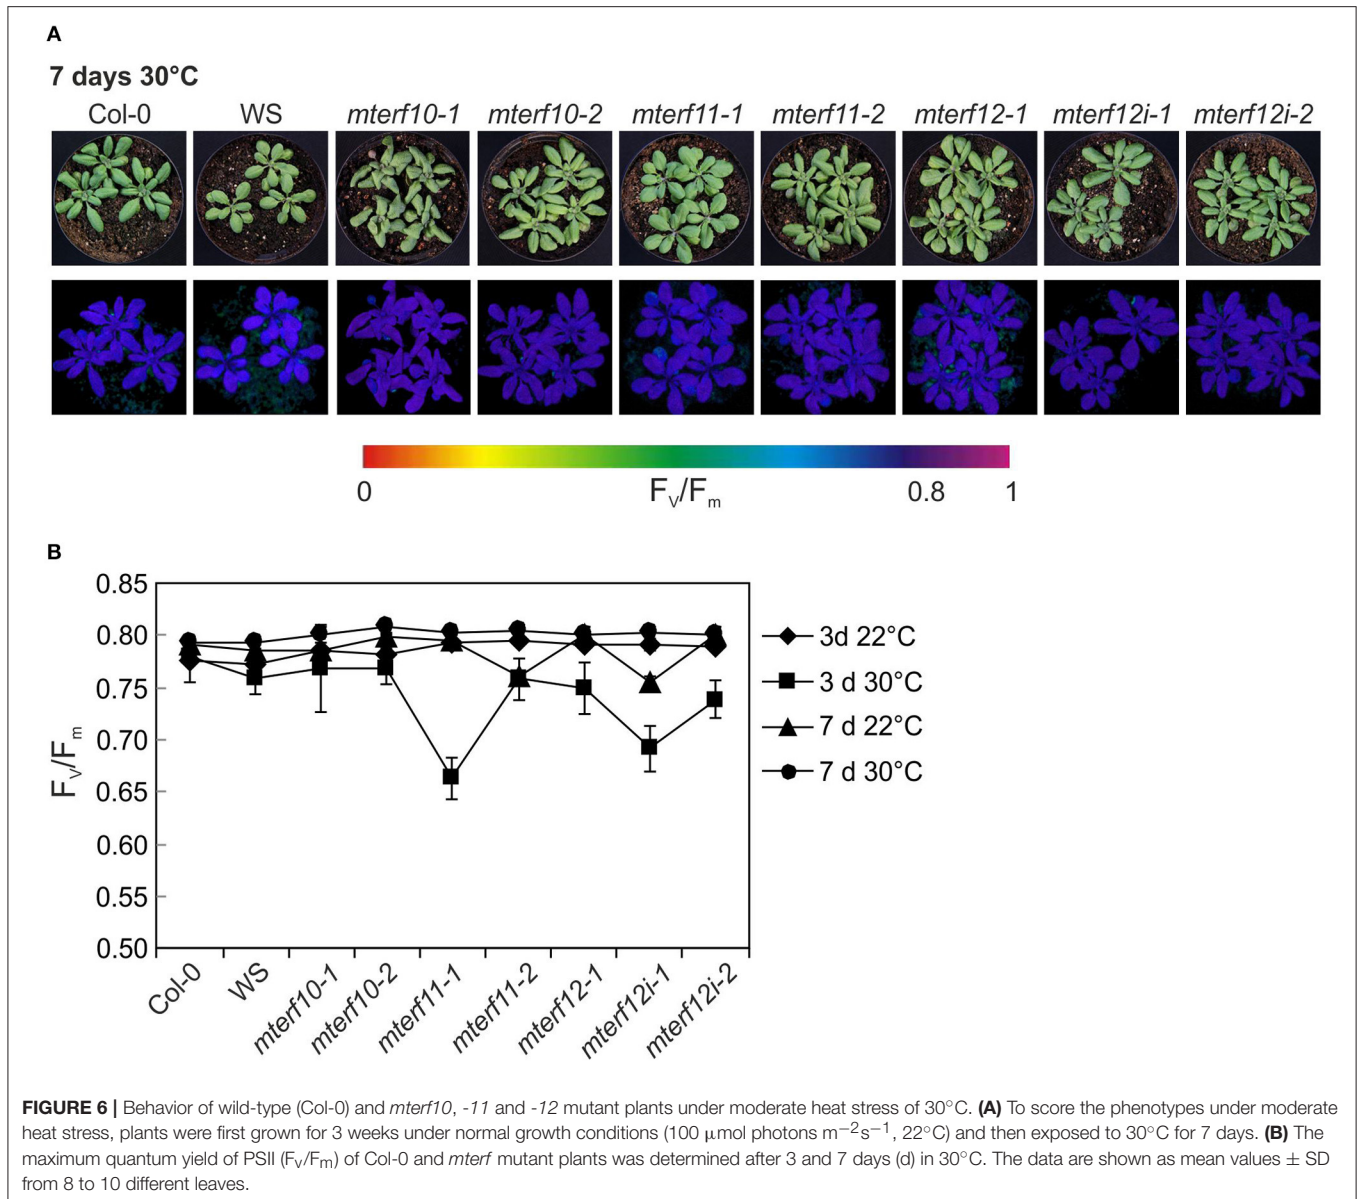 A
7 days 30°C
Col-0 WS mterf10-1 mterf10-2 mterf11-1 mterf11-2 mterf12-1 mterf12i-1 mterf12i-2
0 Fv/Fm 0.8 1
B
0.85
0.80
0.75
0.70
0.65
0.60
0.55
0.50
Fv/Fm
Col-0 WS mterf10-1 mterf10-2 mterf11-1 mterf11-2 mterf12-1 mterf12i-1 mterf12i-2
3d 22°C
3 d 30°C
7 d 22°C
7 d 30°C
FIGURE 6 | Behavior of wild-type (Col-0) and mterf10, -11 and -12 mutant plants under moderate heat stress of 30°C. (A) To score the phenotypes under moderate
heat stress, plants were first grown for 3 weeks under normal growth conditions (100 μmol photons m−2s−1, 22°C) and then exposed to 30°C for 7 days. (B) The
maximum quantum yield of PSII (Fv/Fm) of Col-0 and mterf mutant plants was determined after 3 and 7 days (d) in 30°C. The data are shown as mean values ± SD
from 8 to 10 different leaves.